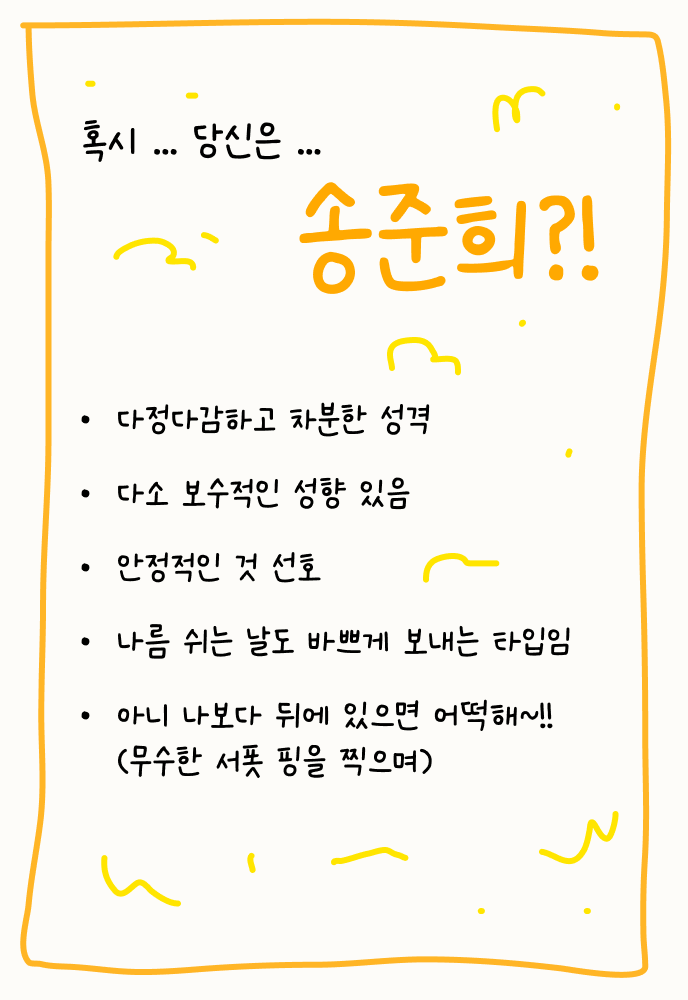 혹시 ... 당신은 ...
송준희?!
• 다정다감하고 차분한 성격
• 다소 보수적인 성향 있음
• 안정적인 것 선호
• 나름 쉬는 날도 바쁘게 보내는 타입임
• 아니 나보다 뒤에 있으면 어떡해~!!
(무수한 서폿 핑을 찍으며)